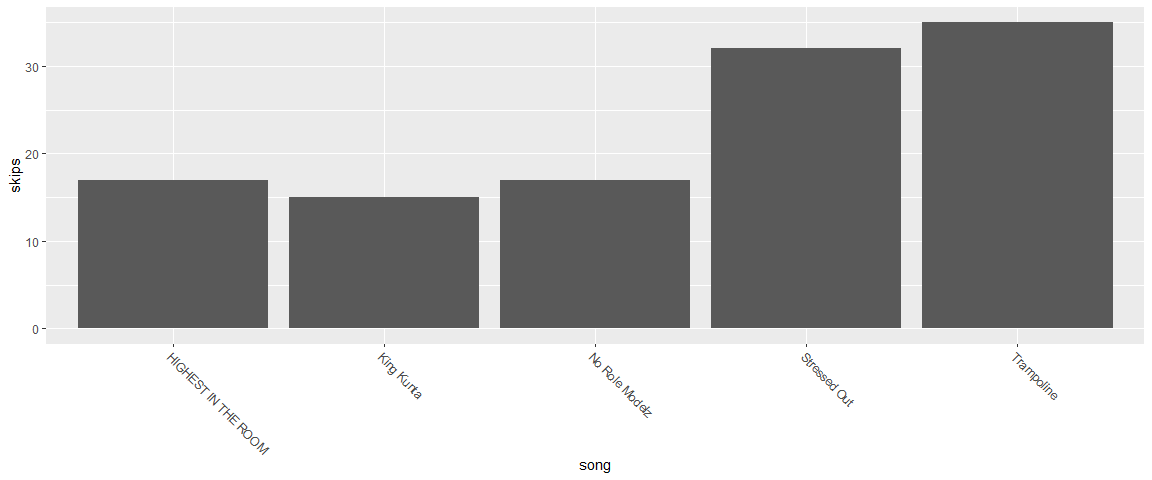 skips
30
20
10
0
HIGHEST IN THE ROOM
King Kunta
No Role Modelz
Stressed Out
Trampoline
song